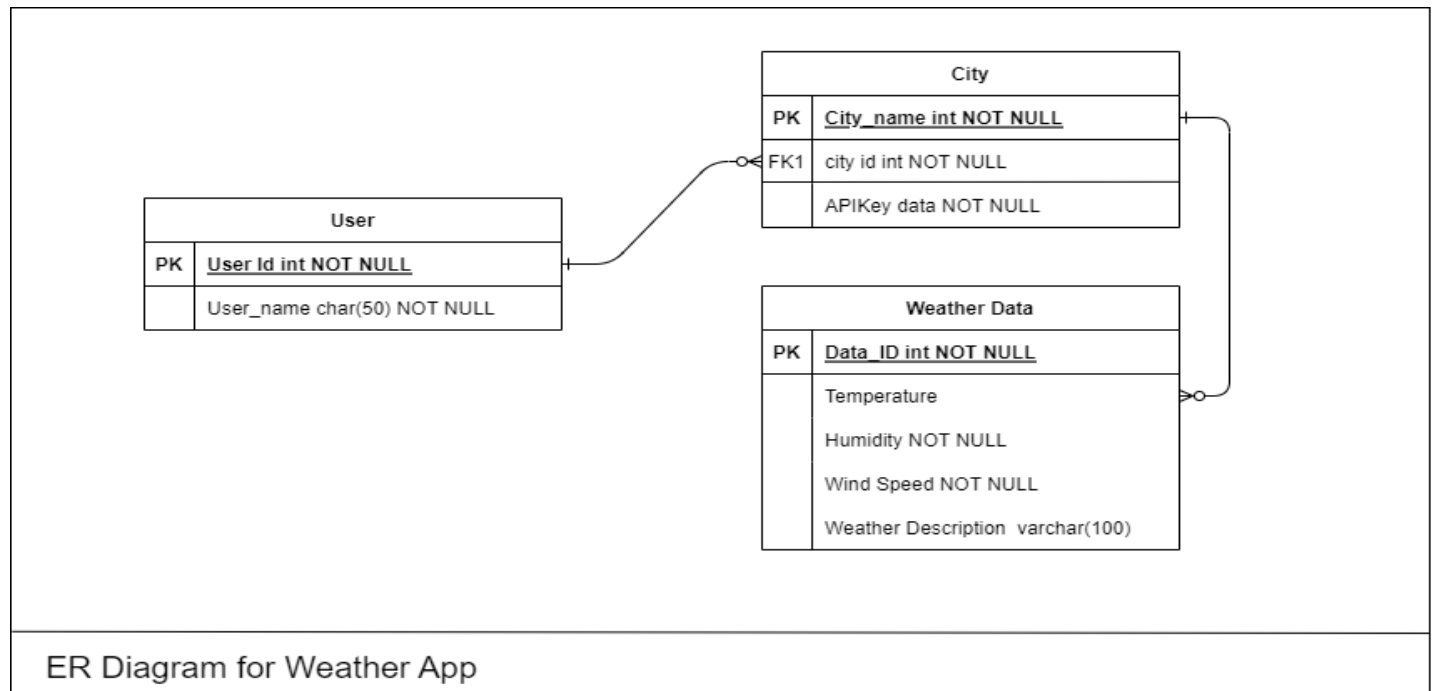 City
PK City_name int NOT NULL
FK1 city id int NOT NULL
APIKey data NOT NULL
User
PK User Id int NOT NULL
User_name char(50) NOT NULL
Weather Data
PK Data_ID int NOT NULL
Temperature
Humidity NOT NULL
Wind Speed NOT NULL
Weather Description varchar(100)
ER Diagram for Weather App